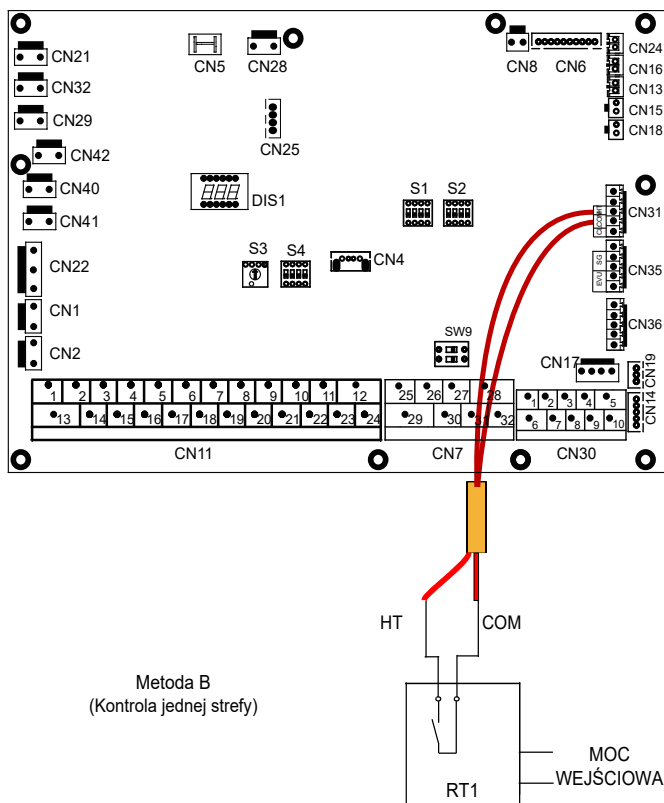 CN21
CN5
CN28
CN8
CN6
CN24
CN16
CN13
CN15
CN18
CN32
CN29
CN42
CN25
CN40
CN41
DIS1
S1
S2
CN31
CN22
S3
S4
CN4
SG
EVU
CN35
CN1
CN2
SW9
CN36
CN17
CN19
CN14
1 2 3 4 5 6 7 8 9 10 11 12
13 14 15 16 17 18 19 20 21 22 23 24
25 26 27 28
29 30 31 32
1 2 3 4 5
6 7 8 9 10
CN11
CN7
CN30
HT
COM
Metoda B
(Kontrola jednej strefy)
RT1
MOC
WEJŚCIOWA